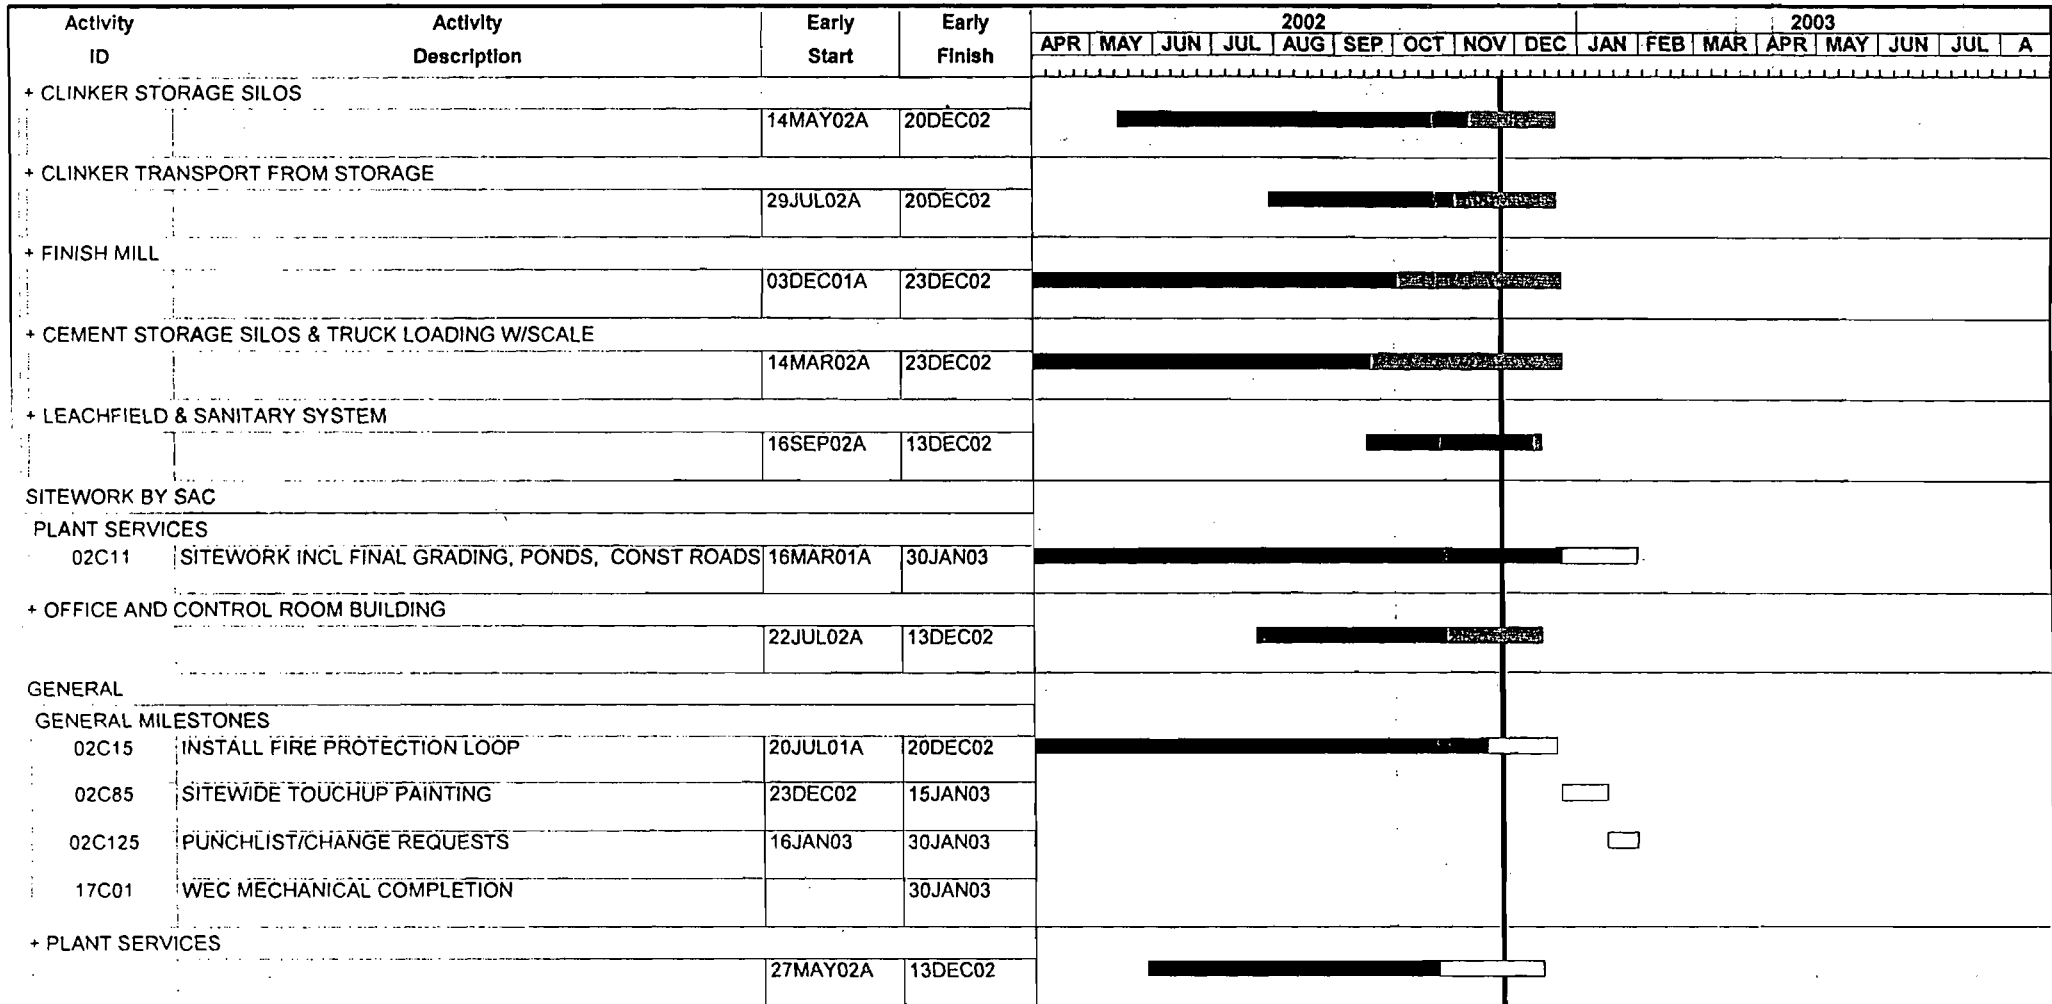 Activity Activity Early Early 2002 2003
ID Description Start Finish APR MAY JUN JUL AUG SEP OCT NOV DEC JAN FEB MAR APR MAY JUN JUL A
+ CLINKER STORAGE SILOS
14MAY02A 20DEC02
+ CLINKER TRANSPORT FROM STORAGE
29JUL02A 20DEC02
+ FINISH MILL
03DEC01A 23DEC02
+ CEMENT STORAGE SILOS & TRUCK LOADING W/SCALE
14MAR02A 23DEC02
+ LEACHFIELD & SANITARY SYSTEM
16SEP02A 13DEC02
SITEWORK BY SAC
PLANT SERVICES
02C11 SITEWORK INCL FINAL GRADING, PONDS, CONST ROADS 16MAR01A 30JAN03
+ OFFICE AND CONTROL ROOM BUILDING
22JUL02A 13DEC02
GENERAL
GENERAL MILESTONES
02C15 INSTALL FIRE PROTECTION LOOP 20JUL01A 20DEC02
02C85 SITEWIDE TOUCHUP PAINTING 23DEC02 15JAN03
02C125 PUNCHLIST/CHANGE REQUESTS 16JAN03 30JAN03
17C01 WEC MECHANICAL COMPLETION 30JAN03
+ PLANT SERVICES
27MAY02A 13DEC02